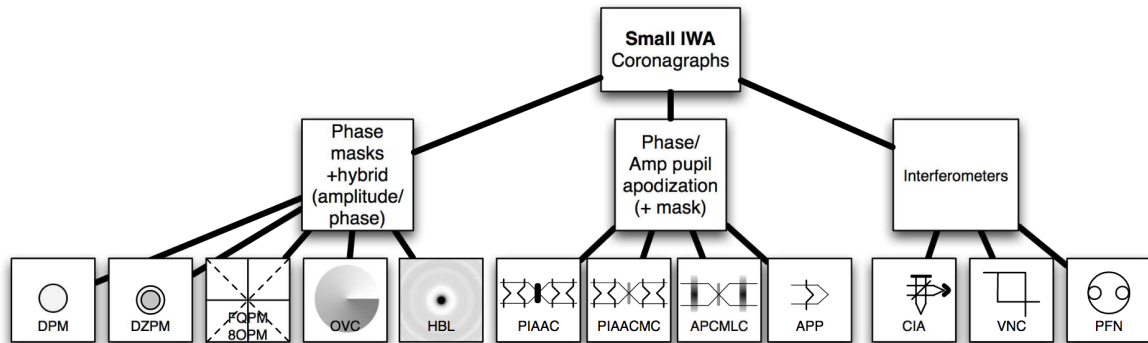 Small IWA
Coronagraphs
Phase
masks
+hybrid
(amplitude/
phase)
Phase/
Amp pupil
apodization
(+ mask)
Interferometers
DPM
DZPM
FQPM
8OPM
OVC
HBL
PIAAC
PIAACMC
APCMLC
APP
CIA
VNC
PFN